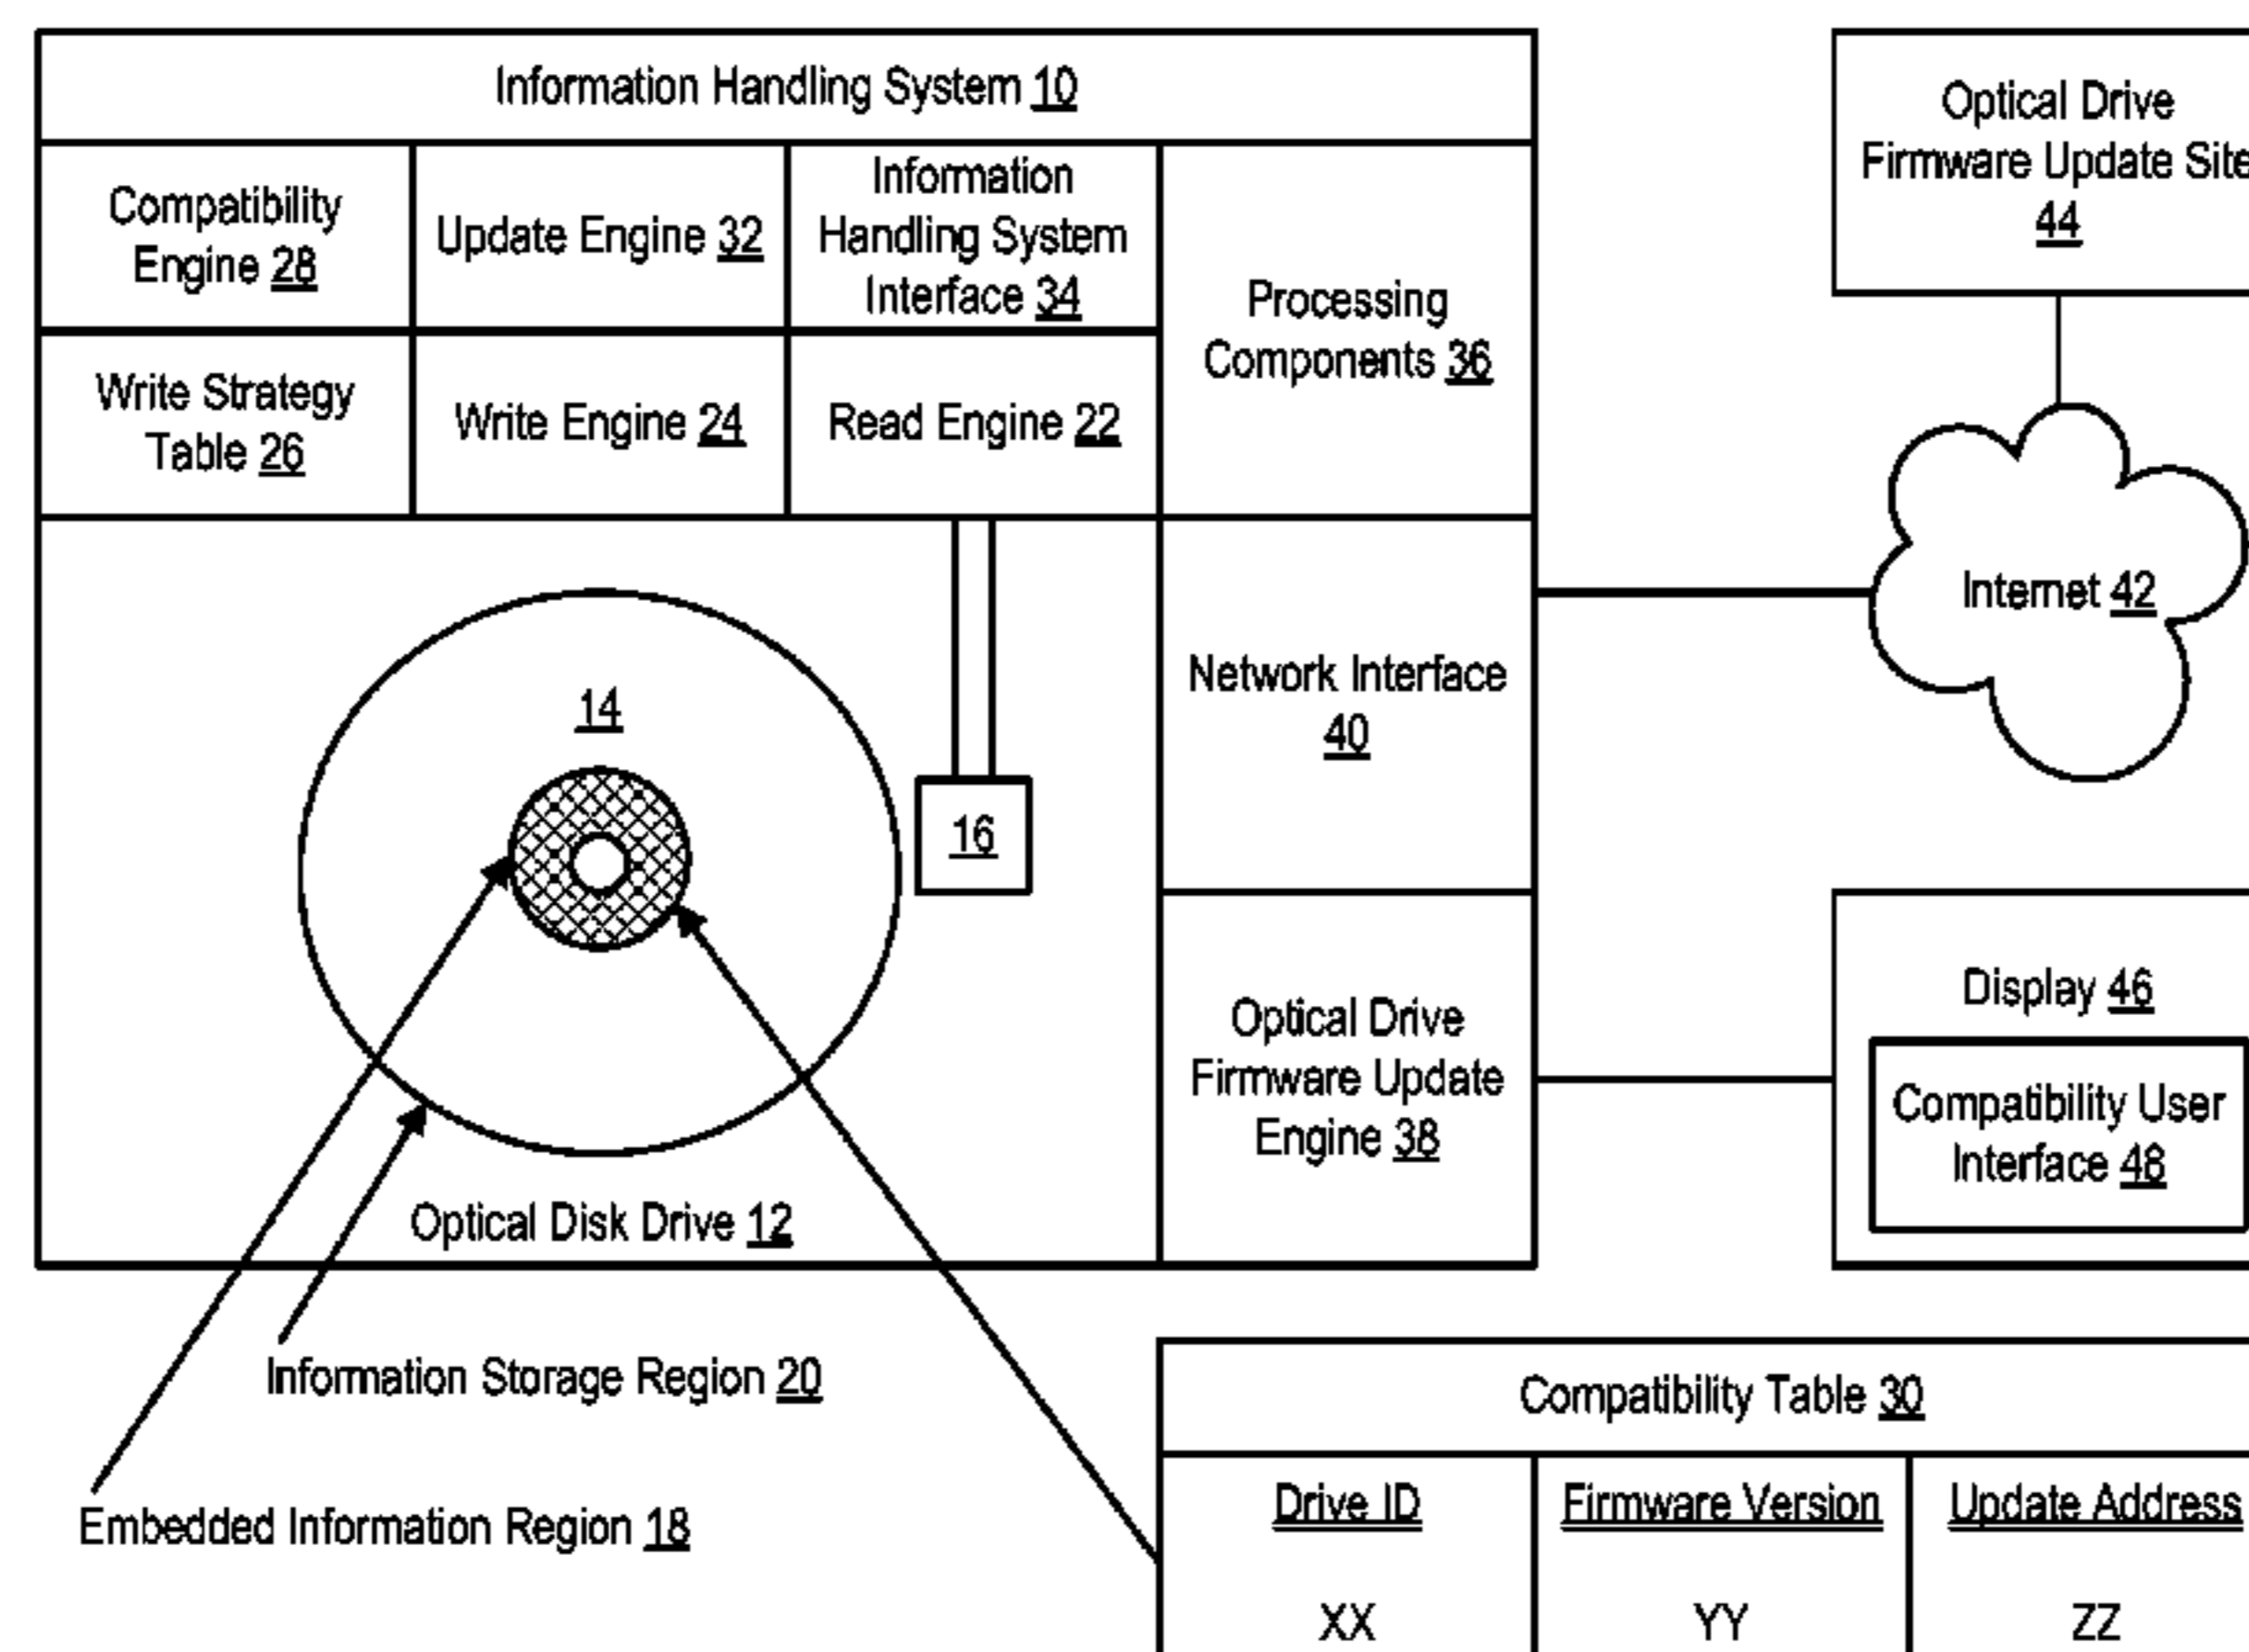 Information Handling System 10
Compatibility
Engine 28
Update Engine 32
Information
Handling System
Interface 34
Processing
Components 36
Write Strategy
Table 26
Write Engine 24
Read Engine 22
Optical Drive
Firmware Update Site
44
Internet 42
14
16
Network Interface
40
Optical Drive
Firmware Update
Engine 38
Display 46
Compatibility User
Interface 48
Optical Disk Drive 12
Information Storage Region 20
Embedded Information Region 18
Compatibility Table 30
Drive ID
Firmware Version
Update Address
XX
YY
ZZ